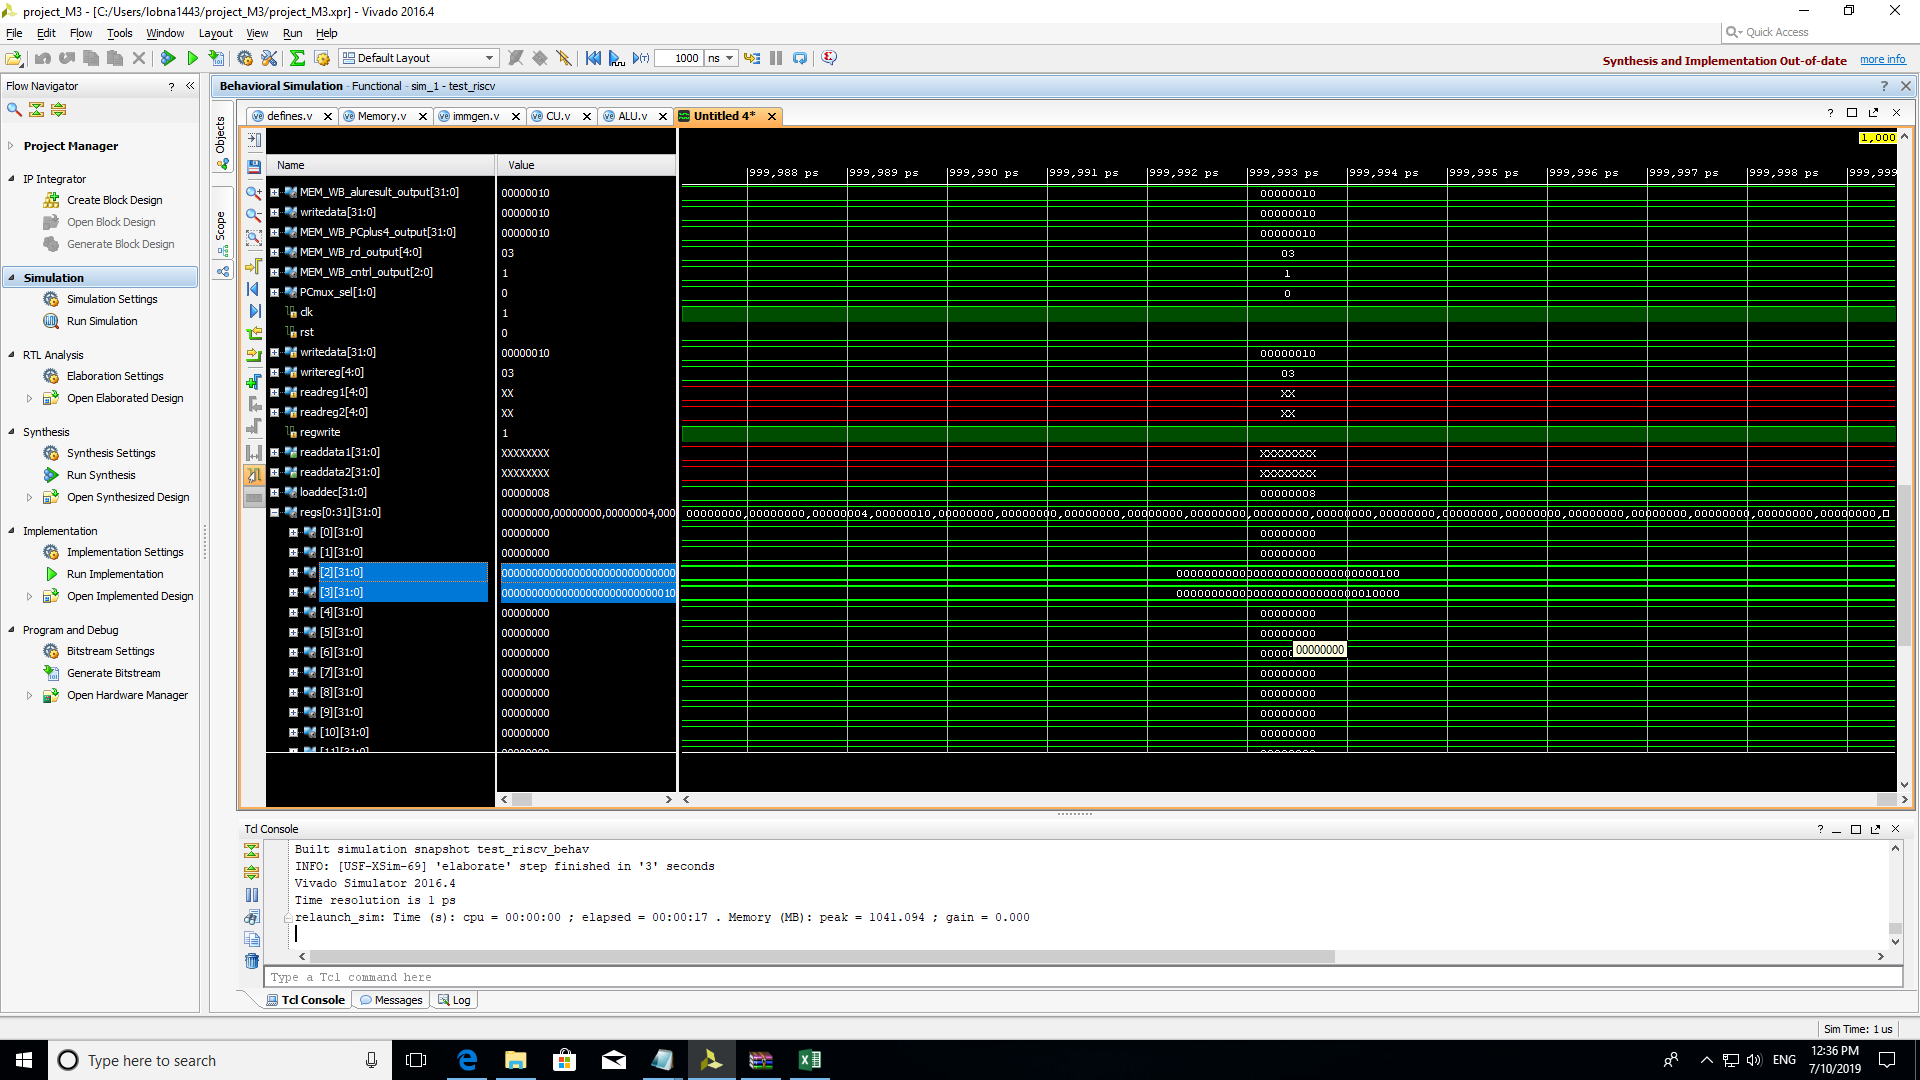 project_M3 - [C:/Users/lobna1443/project_M3/project_M3.xpr] - Vivado 2016.4
File Edit Flow Tools Window Layout View Run Help
Quick Access
Default Layout 1000 ns
Synthesis and Implementation Out-of-date more info
Flow Navigator
Behavioral Simulation - Functional - sim_1 - test_riscv
Project Manager
IP Integrator
Create Block Design
Open Block Design
Generate Block Design
Simulation
Simulation Settings
Run Simulation
RTL Analysis
Elaboration Settings
Open Elaborated Design
Synthesis
Synthesis Settings
Run Synthesis
Open Synthesized Design
Implementation
Implementation Settings
Run Implementation
Open Implemented Design
Program and Debug
Bitstream Settings
Generate Bitstream
Open Hardware Manager
Objects
Scope
defines.v Memory.v immgen.v CU.v ALU.v Untitled 4*
1,000
Name Value
999,988 ps 999,989 ps 999,990 ps 999,991 ps 999,992 ps 999,993 ps 999,994 ps 999,995 ps 999,996 ps 999,997 ps 999,998 ps 999,999
MEM_WB_aluresult_output[31:0] 00000010 00000010
writedata[31:0] 00000010 00000010
MEM_WB_PCplus4_output[31:0] 00000010 00000010
MEM_WB_rd_output[4:0] 03 03
MEM_WB_cntrl_output[2:0] 1 1
PCmux_sel[1:0] 0 0
clk 1
rst 0
writedata[31:0] 00000010 00000010
writereg[4:0] 03 03
readreg1[4:0] XX XX
readreg2[4:0] XX XX
regwrite 1
readdata1[31:0] XXXXXXXX XXXXXXXX
readdata2[31:0] XXXXXXXX XXXXXXXX
loaddec[31:0] 00000008 00000008
regs[0:31][31:0] 00000000,00000000,00000004,000 00000000,00000000,00000004,00000010,00000000,00000000,00000000,00000000,00000000,00000000,00000000,00000000,00000000,00000000,00000000,00000000,00000000,
[0][31:0] 00000000 00000000
[1][31:0] 00000000 00000000
[2][31:0] 00000000000000000000000000000 00000000000000000000000000000100
[3][31:0] 00000000000000000000000000010 00000000000000000000000000010000
[4][31:0] 00000000 00000000
[5][31:0] 00000000 00000000
[6][31:0] 00000000 00000
00000000
[7][31:0] 00000000 00000000
[8][31:0] 00000000 00000000
[9][31:0] 00000000 00000000
[10][31:0] 00000000 00000000
Tcl Console
Built simulation snapshot test_riscv_behav
INFO: [USF-XSim-69] 'elaborate' step finished in '3' seconds
Vivado Simulator 2016.4
Time resolution is 1 ps
relaunch_sim: Time (s): cpu = 00:00:00 ; elapsed = 00:00:17 . Memory (MB): peak = 1041.094 ; gain = 0.000
Type a Tcl command here
Tcl Console Messages Log
Sim Time: 1 us
Type here to search
ENG
12:36 PM
7/10/2019